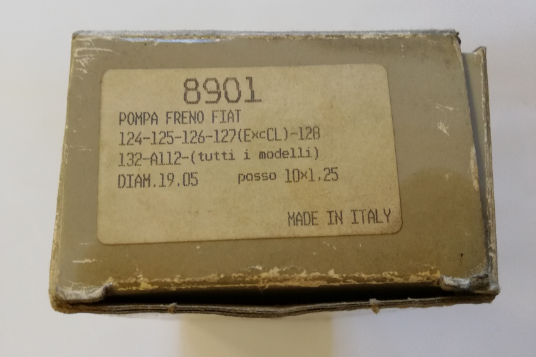 8901
POMPA FRENO FIAT
124-125-126-127(ExcCL)-128
132-A112-(tutti i modelli)
DIAM.19.05 passo 10x1,25
MADE IN ITALY